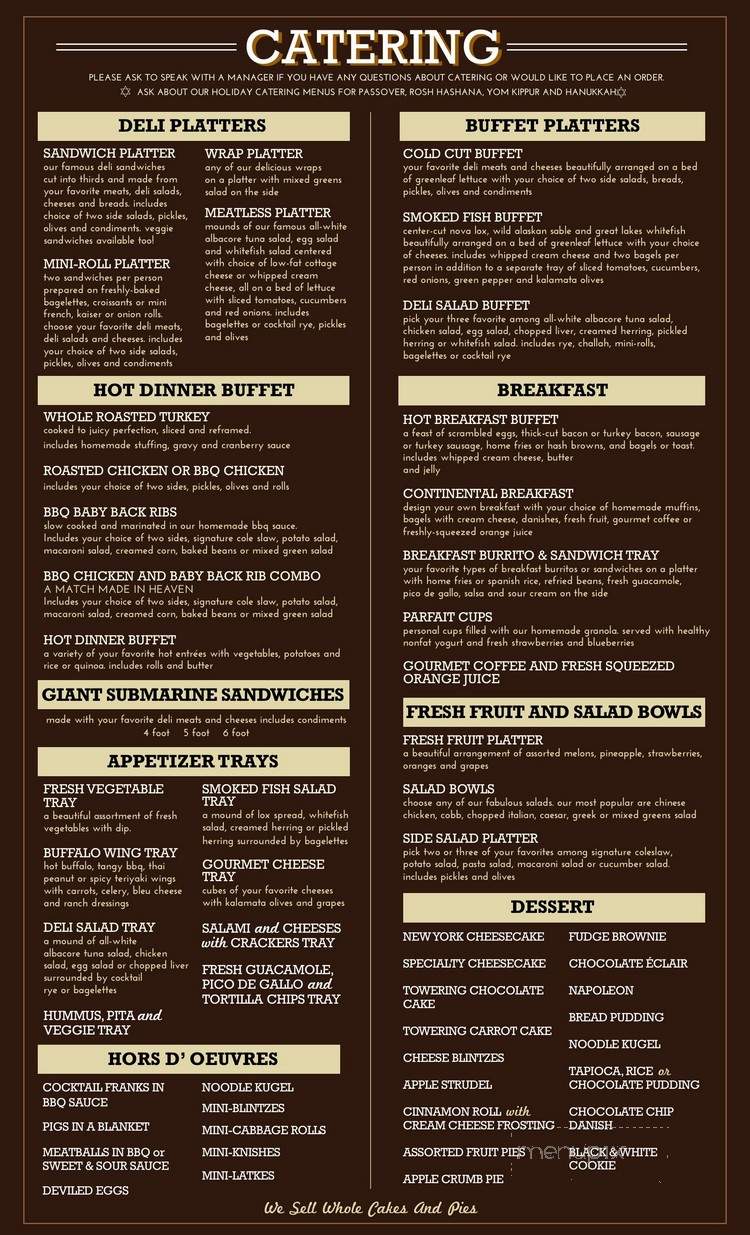 CATERING
PLEASE ASK TO SPEAK WITH A MANAGER IF YOU HAVE ANY QUESTIONS ABOUT CATERING OR WOULD LIKE TO PLACE AN ORDER.
✡ ASK ABOUT OUR HOLIDAY CATERING MENUS FOR PASSOVER, ROSH HASHANA, YOM KIPPUR AND HANUKKAH✡
DELI PLATTERS
SANDWICH PLATTER
our famous deli sandwiches
cut into thirds and made from
your favorite meats, deli salads,
cheeses and breads. includes
choice of two side salads, pickles,
olives and condiments. veggie
sandwiches available too!
MINI-ROLL PLATTER
two sandwiches per person
prepared on freshly-baked
bagelettes, croissants or mini
french, kaiser or onion rolls.
choose your favorite deli meats,
deli salads and cheeses. includes
your choice of two side salads,
pickles, olives and condiments
WRAP PLATTER
any of our delicious wraps
on a platter with mixed greens
salad on the side
MEATLESS PLATTER
mounds of our famous all-white
albacore tuna salad, egg salad
and whitefish salad centered
with choice of low-fat cottage
cheese or whipped cream
cheese, all on a bed of lettuce
with sliced tomatoes, cucumbers
and red onions. includes
bagelettes or cocktail rye, pickles
and olives
HOT DINNER BUFFET
WHOLE ROASTED TURKEY
cooked to juicy perfection, sliced and reframed.
includes homemade stuffing, gravy and cranberry sauce
ROASTED CHICKEN OR BBQ CHICKEN
includes your choice of two sides, pickles, olives and rolls
BBQ BABY BACK RIBS
slow cooked and marinated in our homemade bbq sauce.
Includes your choice of two sides, signature cole slaw, potato salad,
macaroni salad, creamed corn, baked beans or mixed green salad
BBQ CHICKEN AND BABY BACK RIB COMBO
A MATCH MADE IN HEAVEN
Includes your choice of two sides, signature cole slaw, potato salad,
macaroni salad, creamed corn, baked beans or mixed green salad
HOT DINNER BUFFET
a variety of your favorite hot entrées with vegetables, potatoes and
rice or quinoa. includes rolls and butter
GIANT SUBMARINE SANDWICHES
made with your favorite deli meats and cheeses includes condiments
4 foot 5 foot 6 foot
APPETIZER TRAYS
FRESH VEGETABLE
TRAY
a beautiful assortment of fresh
vegetables with dip.
BUFFALO WING TRAY
hot buffalo, tangy bbq, thai
peanut or spicy teriyaki wings
with carrots, celery, bleu cheese
and ranch dressings
DELI SALAD TRAY
a mound of all-white
albacore tuna salad, chicken
salad, egg salad or chopped liver
surrounded by cocktail
rye or bagelettes
HUMMUS, PITA and
VEGGIE TRAY
SMOKED FISH SALAD
TRAY
a mound of lox spread, whitefish
salad, creamed herring or pickled
herring surrounded by bagelettes
GOURMET CHEESE
TRAY
cubes of your favorite cheeses
with kalamata olives and grapes
SALAMI and CHEESES
with CRACKERS TRAY
FRESH GUACAMOLE,
PICO DE GALLO and
TORTILLA CHIPS TRAY
HORS D' OEUVRES
COCKTAIL FRANKS IN
BBQ SAUCE
PIGS IN A BLANKET
MEATBALLS IN BBQ or
SWEET & SOUR SAUCE
DEVILED EGGS
NOODLE KUGEL
MINI-BLINTZES
MINI-CABBAGE ROLLS
MINI-KNISHES
MINI-LATKES
BUFFET PLATTERS
COLD CUT BUFFET
your favorite deli meats and cheeses beautifully arranged on a bed
of greenleaf lettuce with your choice of two side salads, breads,
pickles, olives and condiments
SMOKED FISH BUFFET
center-cut nova lox, wild alaskan sable and great lakes whitefish
beautifully arranged on a bed of greenleaf lettuce with your choice
of cheeses. includes whipped cream cheese and two bagels per
person in addition to a separate tray of sliced tomatoes, cucumbers,
red onions, green pepper and kalamata olives
DELI SALAD BUFFET
pick your three favorite among all-white albacore tuna salad,
chicken salad, egg salad, chopped liver, creamed herring, pickled
herring or whitefish salad. includes rye, challah, mini-rolls,
bagelettes or cocktail rye
BREAKFAST
HOT BREAKFAST BUFFET
a feast of scrambled eggs, thick-cut bacon or turkey bacon, sausage
or turkey sausage, home fries or hash browns, and bagels or toast.
includes whipped cream cheese, butter
and jelly
CONTINENTAL BREAKFAST
design your own breakfast with your choice of homemade muffins,
bagels with cream cheese, danishes, fresh fruit, gourmet coffee or
freshly-squeezed orange juice
BREAKFAST BURRITO & SANDWICH TRAY
your favorite types of breakfast burritos or sandwiches on a platter
with home fries or spanish rice, refried beans, fresh guacamole,
pico de gallo, salsa and sour cream on the side
PARFAIT CUPS
personal cups filled with our homemade granola. served with healthy
nonfat yogurt and fresh strawberries and blueberries
GOURMET COFFEE AND FRESH SQUEEZED
ORANGE JUICE
FRESH FRUIT AND SALAD BOWLS
FRESH FRUIT PLATTER
a beautiful arrangement of assorted melons, pineapple, strawberries,
oranges and grapes
SALAD BOWLS
choose any of our fabulous salads. our most popular are chinese
chicken, cobb, chopped italian, caesar, greek or mixed greens salad
SIDE SALAD PLATTER
pick two or three of your favorites among signature coleslaw,
potato salad, pasta salad, macaroni salad or cucumber salad.
includes pickles and olives
DESSERT
NEW YORK CHEESECAKE
SPECIALTY CHEESECAKE
TOWERING CHOCOLATE
CAKE
TOWERING CARROT CAKE
CHEESE BLINTZES
APPLE STRUDEL
CINNAMON ROLL with
CREAM CHEESE FROSTING
ASSORTED FRUIT PIES
APPLE CRUMB PIE
FUDGE BROWNIE
CHOCOLATE ÉCLAIR
NAPOLEON
BREAD PUDDING
NOODLE KUGEL
TAPIOCA, RICE or
CHOCOLATE PUDDING
CHOCOLATE CHIP
DANISH
BLACK & WHITE
COOKIE
menupix
We Sell Whole Cakes And Pies